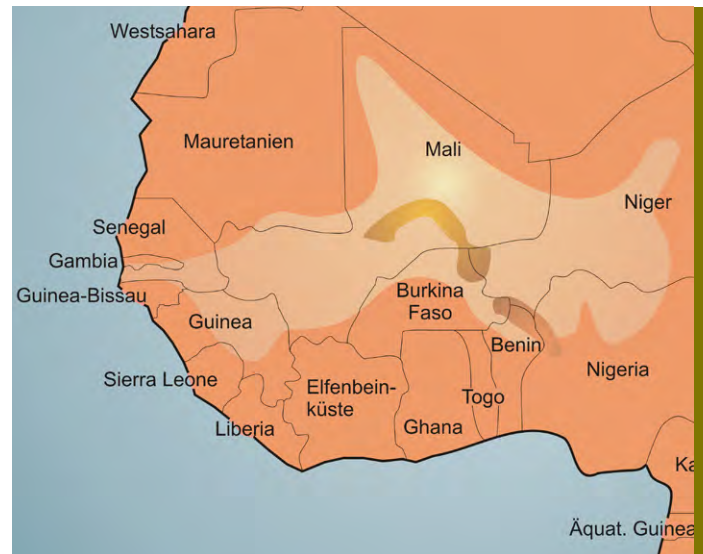 Westsahara
Mauretanien
Mali
Niger
Senegal
Gambia
Guinea-Bissau
Guinea
Burkina
Faso
Benin
Nigeria
Sierra Leone
Elfenbein-
küste
Togo
Liberia
Ghana
Ka
Äquat. Guinea